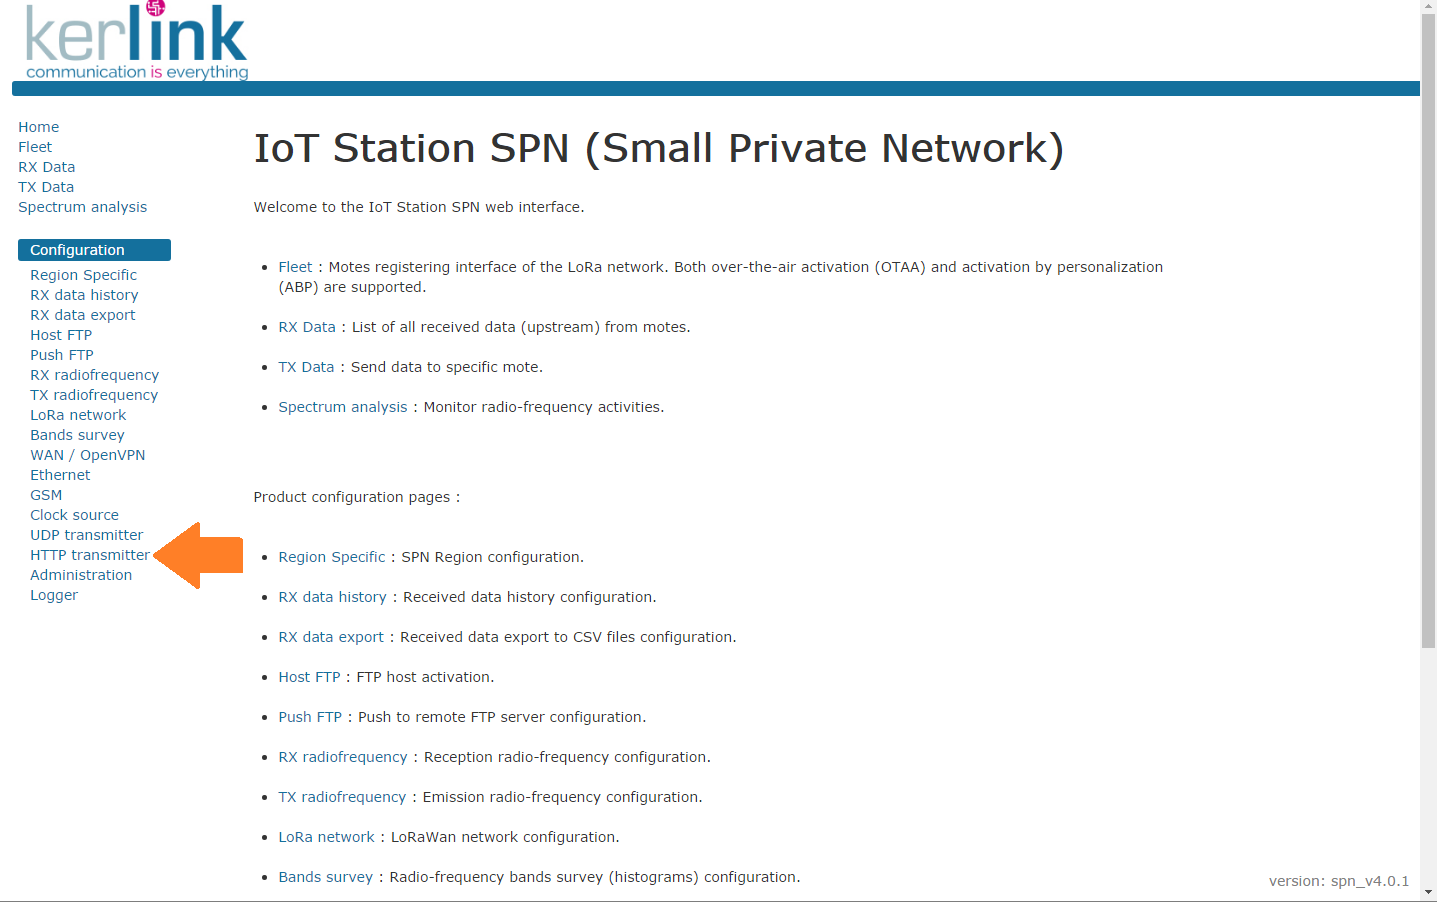 kerlink
communication is everything
Home
Fleet
RX Data
TX Data
Spectrum analysis
Configuration
Region Specific
RX data history
RX data export
Host FTP
Push FTP
RX radiofrequency
TX radiofrequency
LoRa network
Bands survey
WAN / OpenVPN
Ethernet
GSM
Clock source
UDP transmitter
HTTP transmitter
Administration
Logger
IoT Station SPN (Small Private Network)
Welcome to the IoT Station SPN web interface.
• Fleet : Motes registering interface of the LoRa network. Both over-the-air activation (OTAA) and activation by personalization
(ABP) are supported.
• RX Data : List of all received data (upstream) from motes.
• TX Data : Send data to specific mote.
• Spectrum analysis : Monitor radio-frequency activities.
Product configuration pages :
• Region Specific : SPN Region configuration.
• RX data history : Received data history configuration.
• RX data export : Received data export to CSV files configuration.
• Host FTP : FTP host activation.
• Push FTP : Push to remote FTP server configuration.
• RX radiofrequency : Reception radio-frequency configuration.
• TX radiofrequency : Emission radio-frequency configuration.
• LoRa network : LoRaWan network configuration.
• Bands survey : Radio-frequency bands survey (histograms) configuration.
version: spn_v4.0.1